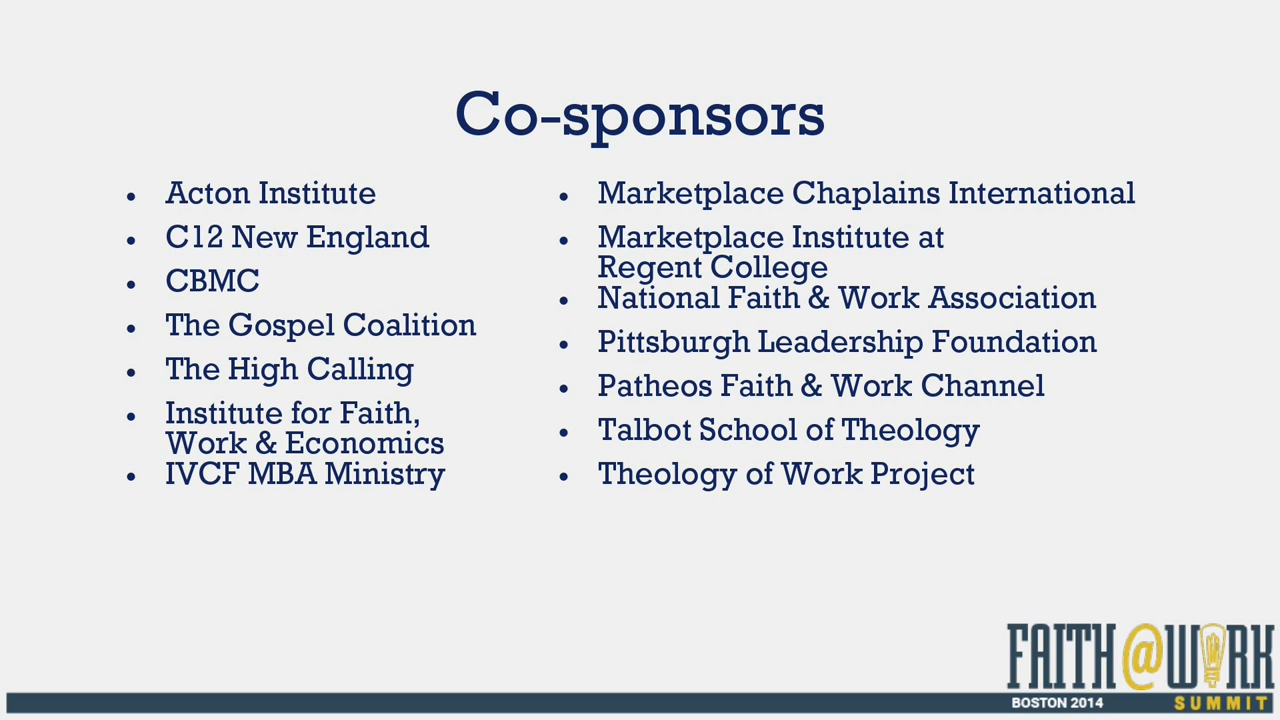 Co-sponsors
• Acton Institute
• C12 New England
• CBMC
• The Gospel Coalition
• The High Calling
• Institute for Faith,
Work & Economics
• IVCF MBA Ministry
• Marketplace Chaplains International
• Marketplace Institute at
Regent College
• National Faith & Work Association
• Pittsburgh Leadership Foundation
• Patheos Faith & Work Channel
• Talbot School of Theology
• Theology of Work Project
FAITH@WORK
BOSTON 2014 SUMMIT